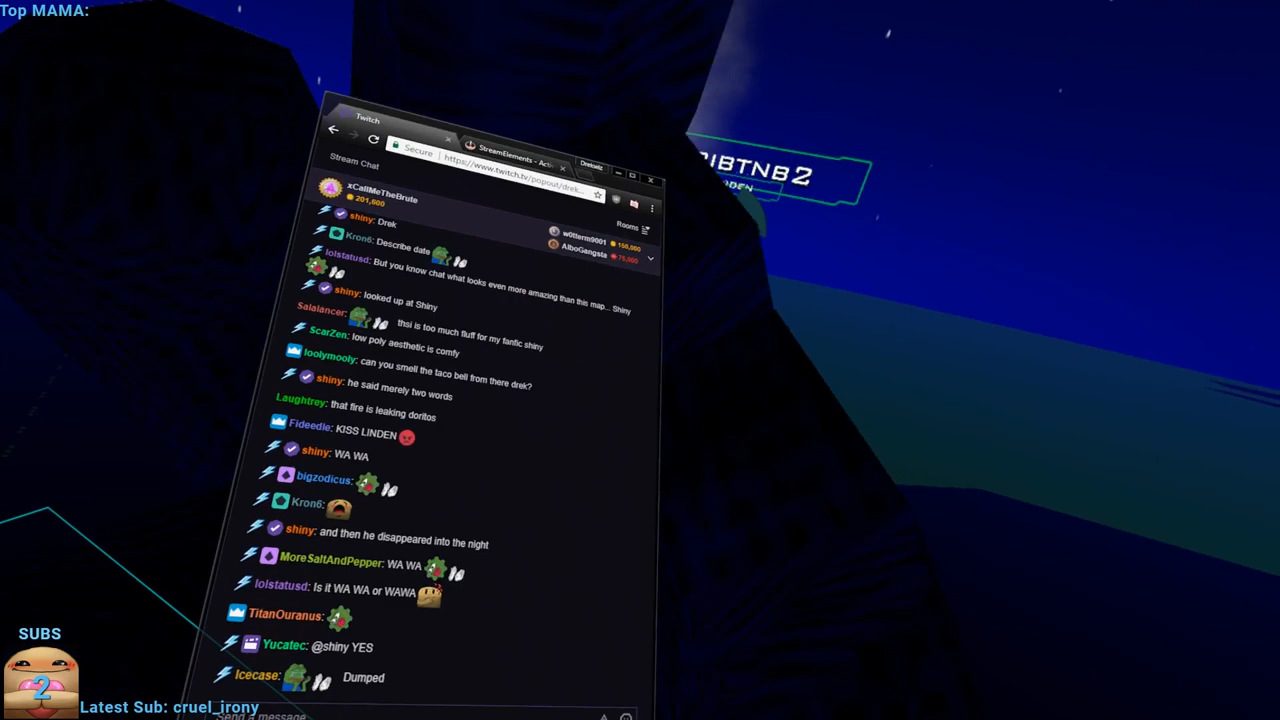 Top MAMA:
Twitch
StreamElements - Acti
Drekwiz
Secure https://www.twitch.tv/popout/drek...
Stream Chat
Rooms
xCallMeTheBrute
201,600
w0tterm9001 150,000
AlboGangsta 75,000
shiny: Drek
Kron6: Describe date
lolstatusd: But you know chat what looks even more amazing than this map... Shiny
shiny: looked up at Shiny
Salalancer: thsi is too much fluff for my fantic shiny
ScarZen: low poly aesthetic is comfy
loolymooly: can you smell the taco bell from there drek?
shiny: he said merely two words
Laughtrey: that fire is leaking doritos
Fideedle: KISS LINDEN
shiny: WA WA
bigzodicus:
Kron6:
shiny: and then he disappeared into the night
MoreSaltAndPepper: WA WA
lolstatusd: Is it WA WA or WAWA
TitanOuranus:
Yucatec: @shiny YES
Icecase: Dumped
Send a message
IBTNB2
DEN
SUBS
2
Latest Sub: cruel_irony